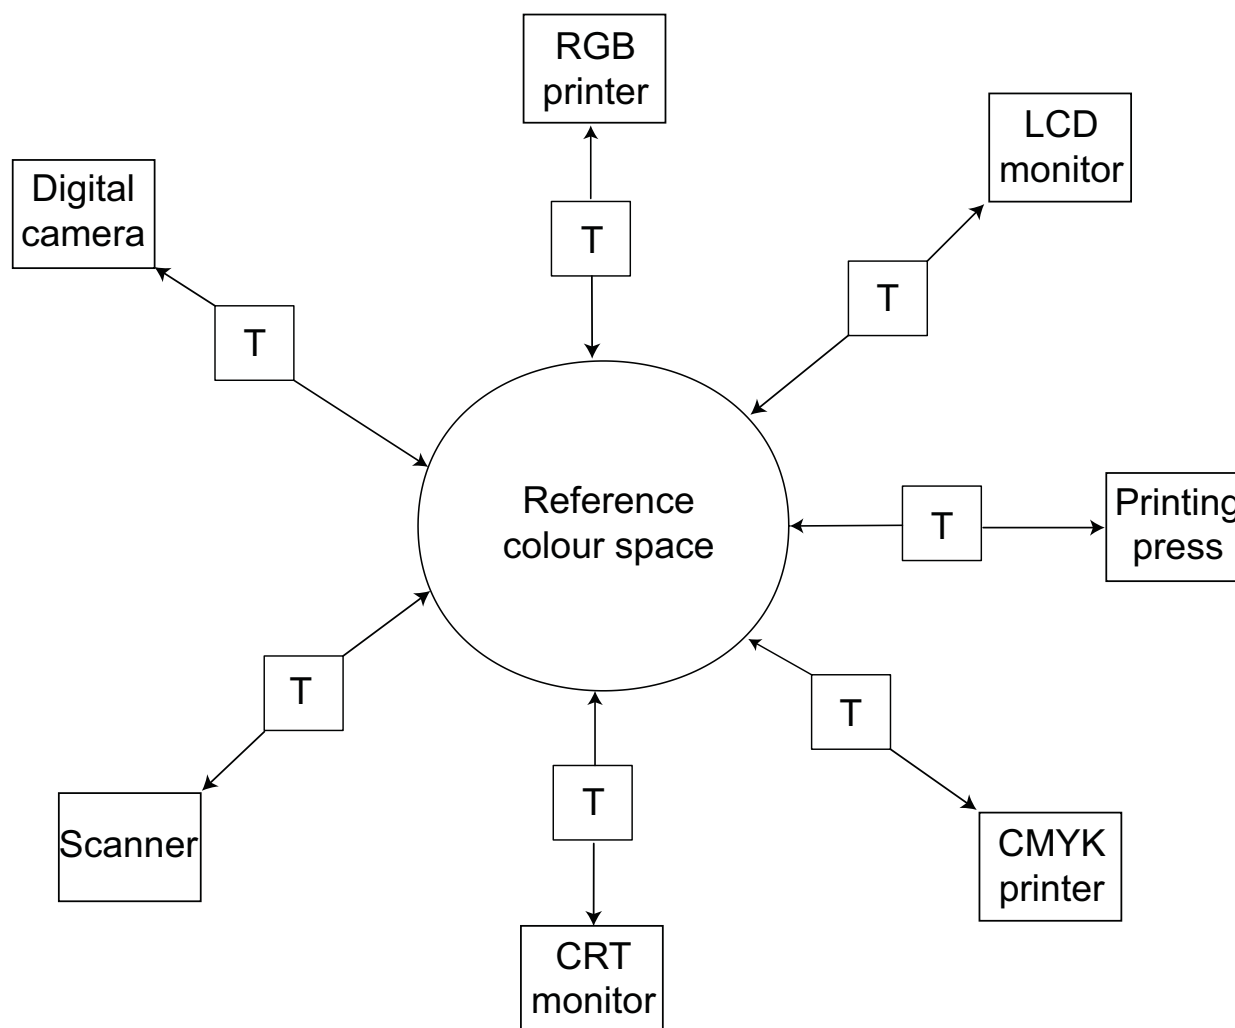 RGB
printer
LCD
monitor
Digital
camera
T
T
T
Reference
colour space
T
Printing
press
T
T
T
Scanner
CMYK
printer
CRT
monitor